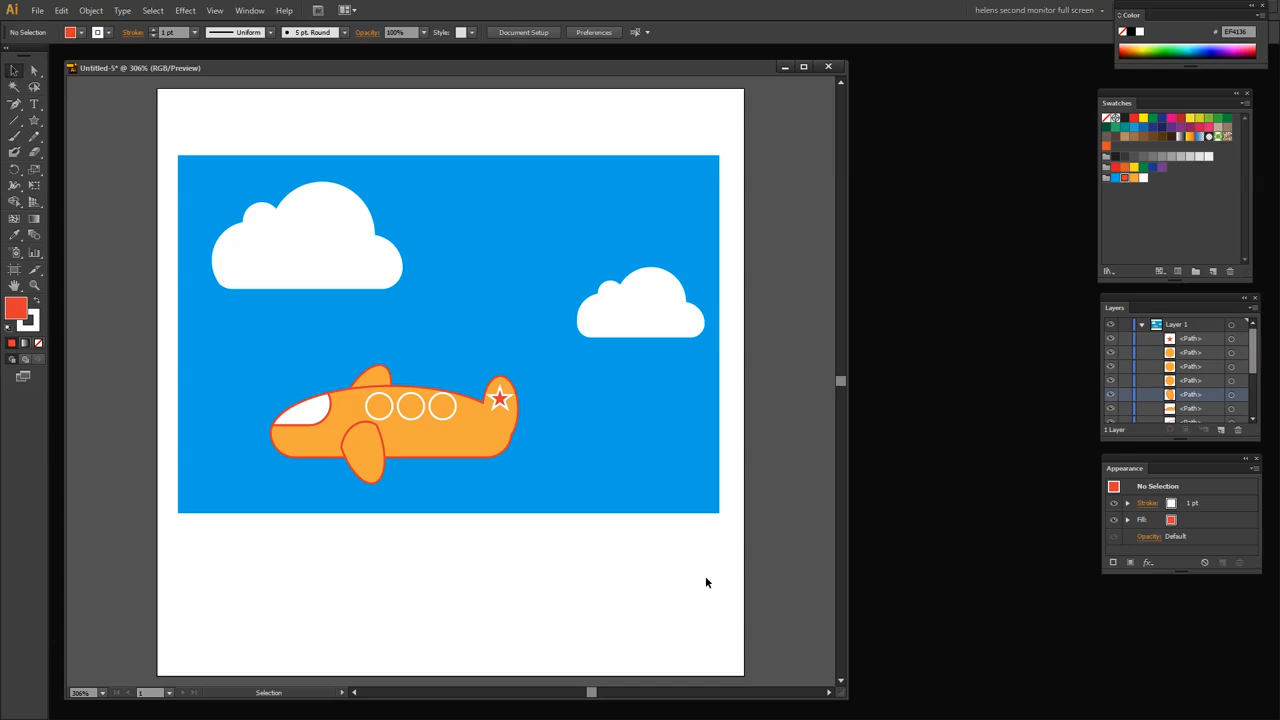 Ai File Edit Object Type Select Effect View Window Help Br helens second monitor full screen
No Selection Stroke: 1 pt Uniform 5 pt. Round Opacity: 100% Style: Document Setup Preferences
Color
# EF4136
Untitled-5* @ 306% (RGB/Preview)
Swatches
Layers
Layer 1
<Path>
<Path>
<Path>
<Path>
<Path>
<Path>
1 Layer
Appearance
No Selection
Stroke: 1 pt
Fill:
Opacity: Default
fx
306% 1 Selection